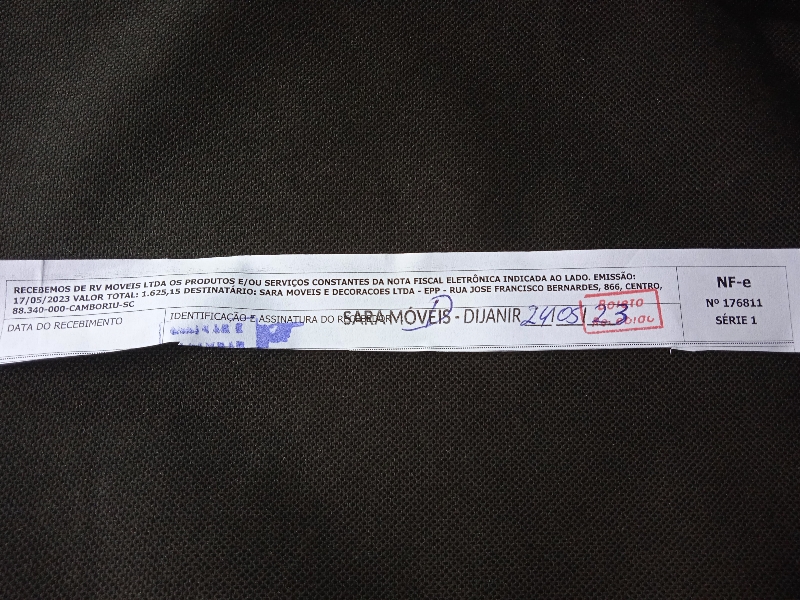 RECEBEMOS DE RV MOVEIS LTDA OS PRODUTOS E/OU SERVIÇOS CONSTANTES DA NOTA FISCAL ELETRÔNICA INDICADA AO LADO. EMISSÃO:
17/05/2023 VALOR TOTAL: 1.625,15 DESTINATÁRIO: SARA MOVEIS E DECORACOES LTDA - EPP - RUA JOSE FRANCISCO BERNARDES, 866, CENTRO,
88.340-000-CAMBORIU-SC
DATA DO RECEBIMENTO
IDENTIFICAÇÃO E ASSINATURA DO
SARA MÓVEIS - DIJANIR 24/05/23
NF-e
Nº 176811
SÉRIE 1